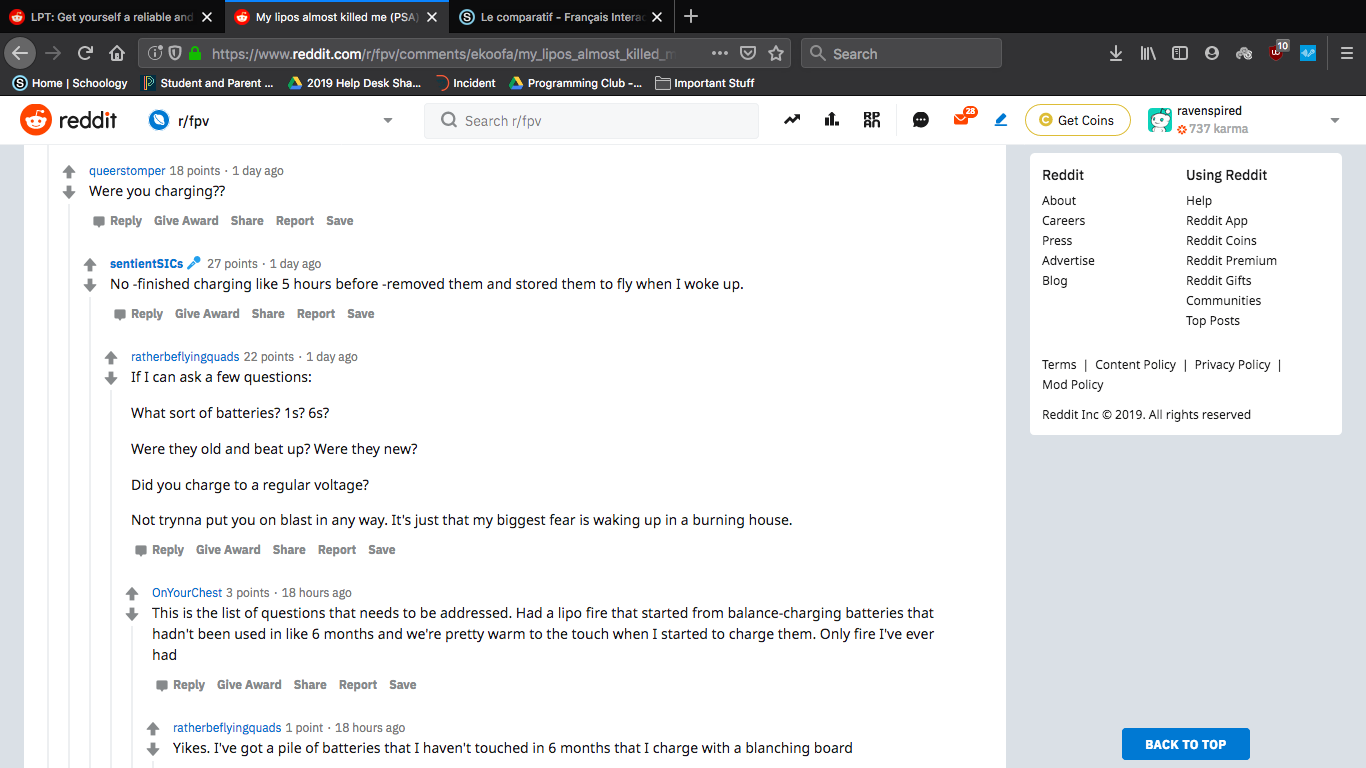 LPT: Get yourself a reliable and
My lipos almost killed me (PSA)
Le comparatif - Français Interac
https://www.reddit.com/r/fpv/comments/ekoofa/my_lipos_almost_killed_m
Search
10
Home | Schoology
Student and Parent ...
2019 Help Desk Sha...
Incident
Programming Club -...
Important Stuff
reddit
r/fpv
Search r/fpv
28
Get Coins
ravenspired
737 karma
queerstomper 18 points · 1 day ago
Were you charging??
Reply Give Award Share Report Save
sentientSICs 27 points · 1 day ago
No -finished charging like 5 hours before -removed them and stored them to fly when I woke up.
Reply Give Award Share Report Save
ratherbeflyingquads 22 points · 1 day ago
If I can ask a few questions:
What sort of batteries? 1s? 6s?
Were they old and beat up? Were they new?
Did you charge to a regular voltage?
Not trynna put you on blast in any way. It's just that my biggest fear is waking up in a burning house.
Reply Give Award Share Report Save
OnYourChest 3 points · 18 hours ago
This is the list of questions that needs to be addressed. Had a lipo fire that started from balance-charging batteries that
hadn't been used in like 6 months and we're pretty warm to the touch when I started to charge them. Only fire I've ever
had
Reply Give Award Share Report Save
ratherbeflyingquads 1 point · 18 hours ago
Yikes. I've got a pile of batteries that I haven't touched in 6 months that I charge with a blanching board
Reddit
Using Reddit
About
Help
Careers
Reddit App
Press
Reddit Coins
Advertise
Reddit Premium
Blog
Reddit Gifts
Communities
Top Posts
Terms | Content Policy | Privacy Policy |
Mod Policy
Reddit Inc © 2019. All rights reserved
BACK TO TOP